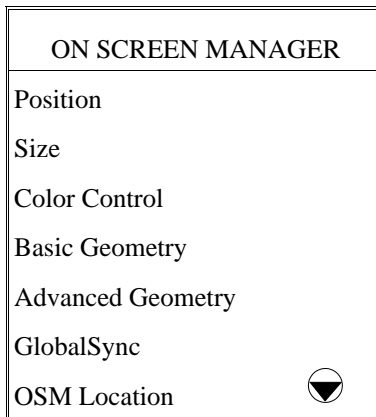 ON SCREEN MANAGER
Position
Size
Color Control
Basic Geometry
Advanced Geometry
GlobalSync
OSM Location